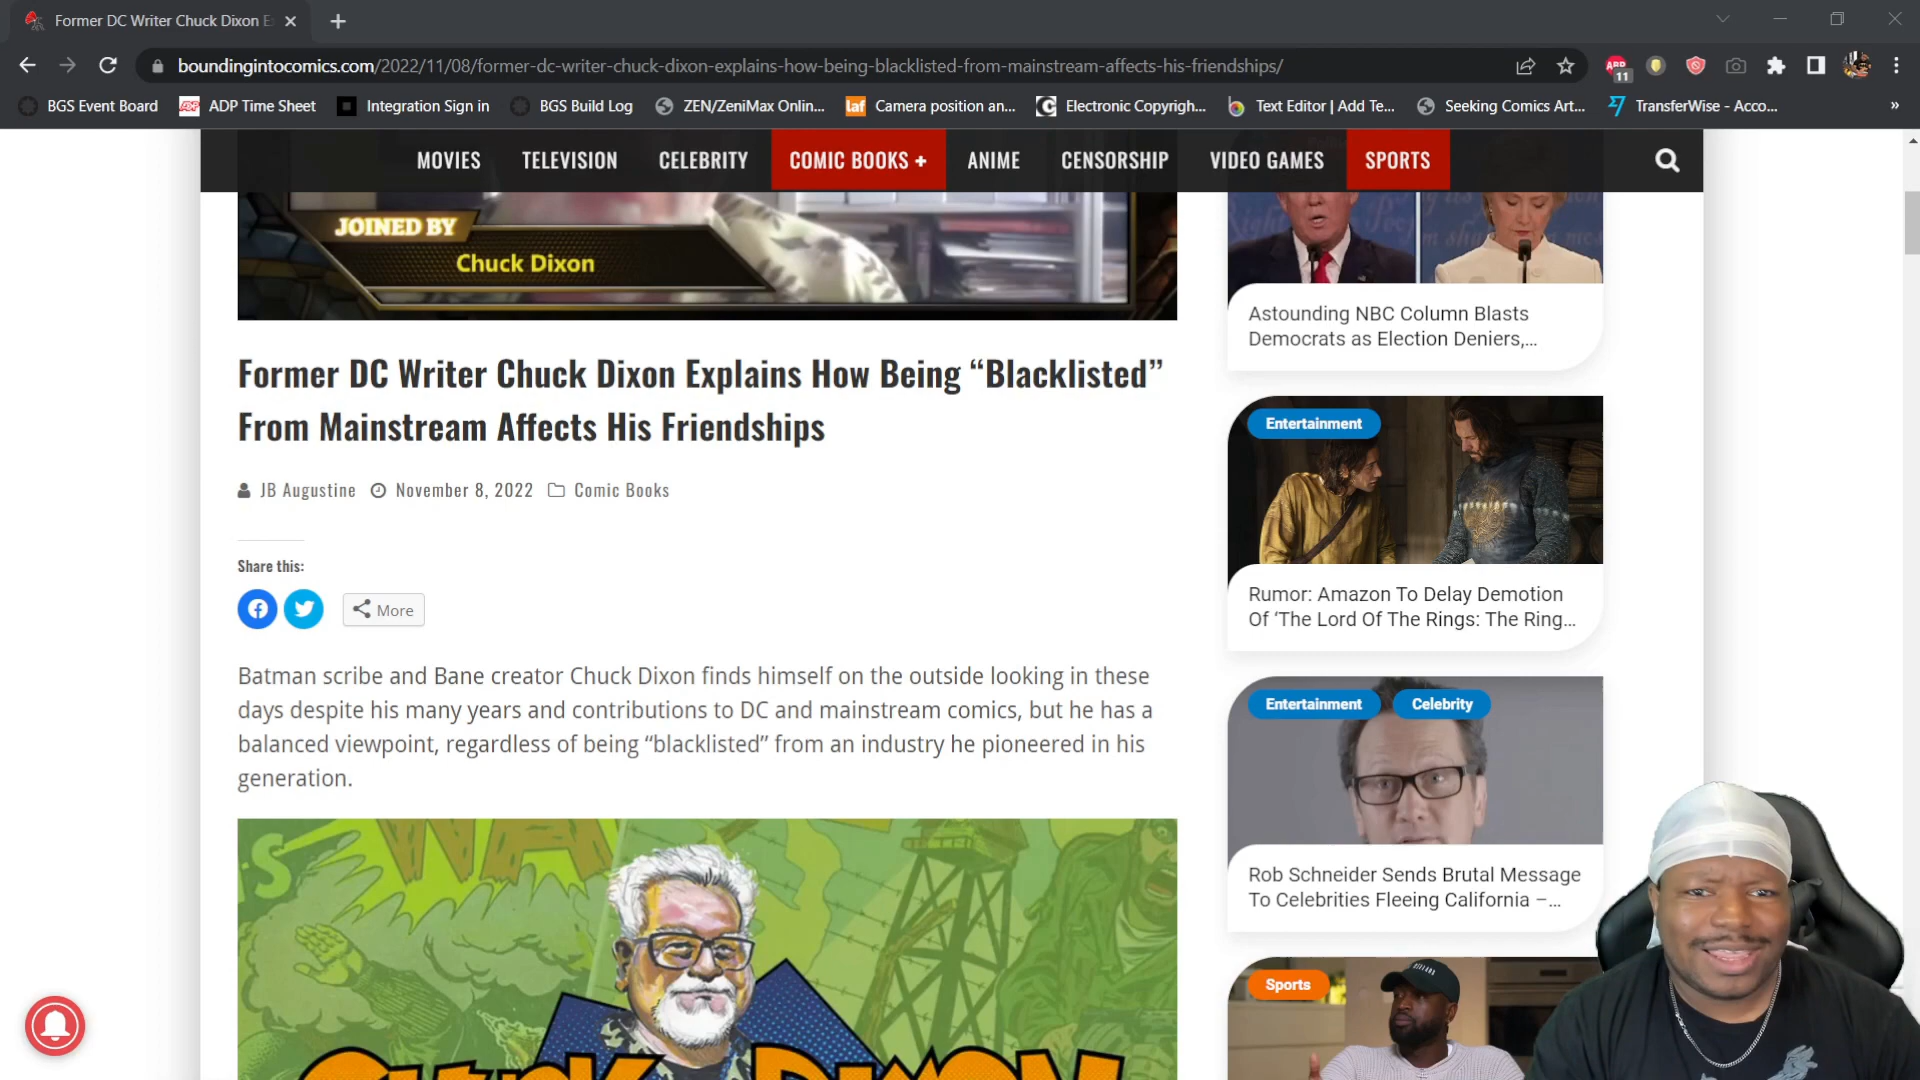 Former DC Writer Chuck Dixon E
boundingintocomics.com/2022/11/08/former-dc-writer-chuck-dixon-explains-how-being-blacklisted-from-mainstream-affects-his-friendships/
ABP
11
BGS Event Board
ADP Time Sheet
Integration Sign in
BGS Build Log
ZEN/ZeniMax Onlin...
laf Camera position an...
Electronic Copyrigh...
Text Editor | Add Te...
Seeking Comics Art...
TransferWise - Acco...
»
MOVIES
TELEVISION
CELEBRITY
COMIC BOOKS +
ANIME
CENSORSHIP
VIDEO GAMES
SPORTS
JOINED BY
Chuck Dixon
Former DC Writer Chuck Dixon Explains How Being “Blacklisted”
From Mainstream Affects His Friendships
JB Augustine
November 8, 2022
Comic Books
Share this:
More
Batman scribe and Bane creator Chuck Dixon finds himself on the outside looking in these
days despite his many years and contributions to DC and mainstream comics, but he has a
balanced viewpoint, regardless of being “blacklisted” from an industry he pioneered in his
generation.
CHUCK DIXON
Astounding NBC Column Blasts
Democrats as Election Deniers,...
Entertainment
Rumor: Amazon To Delay Demotion
Of ‘The Lord Of The Rings: The Ring...
Entertainment
Celebrity
Rob Schneider Sends Brutal Message
To Celebrities Fleeing California –...
Sports